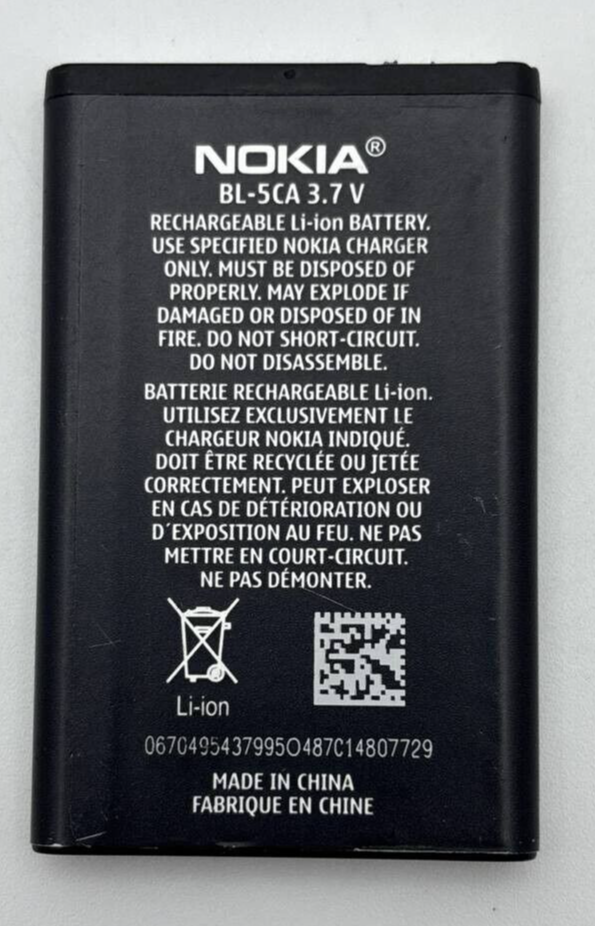 NOKIA®
BL-5CA 3.7 V
RECHARGEABLE Li-ion BATTERY.
USE SPECIFIED NOKIA CHARGER
ONLY. MUST BE DISPOSED OF
PROPERLY. MAY EXPLODE IF
DAMAGED OR DISPOSED OF IN
FIRE. DO NOT SHORT-CIRCUIT.
DO NOT DISASSEMBLE.
BATTERIE RECHARGEABLE Li-ion.
UTILISEZ EXCLUSIVEMENT LE
CHARGEUR NOKIA INDIQUÉ.
DOIT ÊTRE RECYCLÉE OU JETÉE
CORRECTEMENT. PEUT EXPLOSER
EN CAS DE DÉTÉRIORATION OU
D´EXPOSITION AU FEU. NE PAS
METTRE EN COURT-CIRCUIT.
NE PAS DÉMONTER.
Li-ion
0670495437995O487C14807729
MADE IN CHINA
FABRIQUE EN CHINE